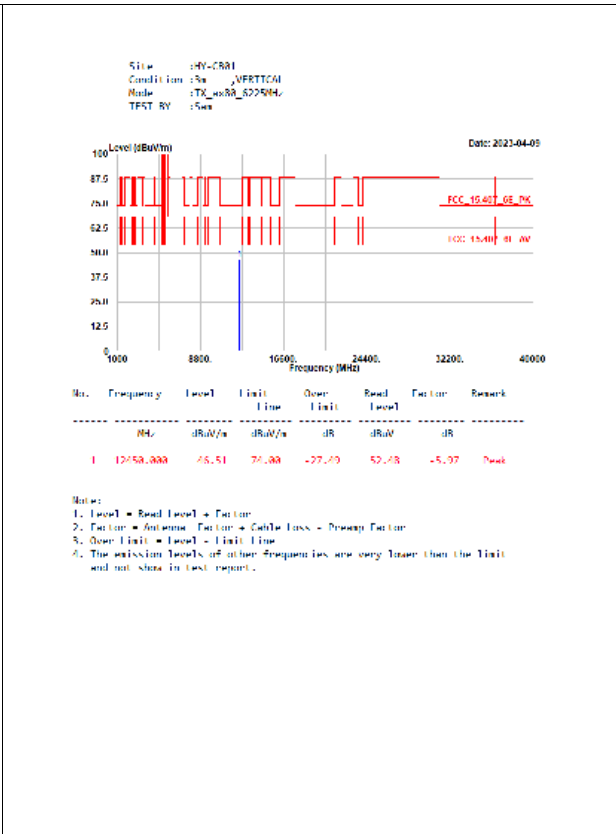 Site :HY-CB01
Condition :3m ,VERTICAL
Mode :TX_ax80_6225MHz
TEST BY :Sam
Level (dBuV/m)
Date: 2023-04-09
100
87.5
75.0
FCC_15.407_6E_PK
62.5
FCC_15.407_6E_AV
50.0
37.5
25.0
12.5
0
1000 8800. 16600. 24400. 32200. 40000
Frequency (MHz)
No. Frequency Level Limit Over Read Factor Remark
Line Limit Level
MHz dBuV/m dBuV/m dB dBuV dB
1 12450.000 46.51 74.00 -27.49 52.48 -5.97 Peak
Note:
1. Level = Read Level + Factor
2. Factor = Antenna Factor + Cable Loss - Preamp Factor
3. Over Limit = Level - Limit Line
4. The emission levels of other frequencies are very lower than the limit
and not show in test report.